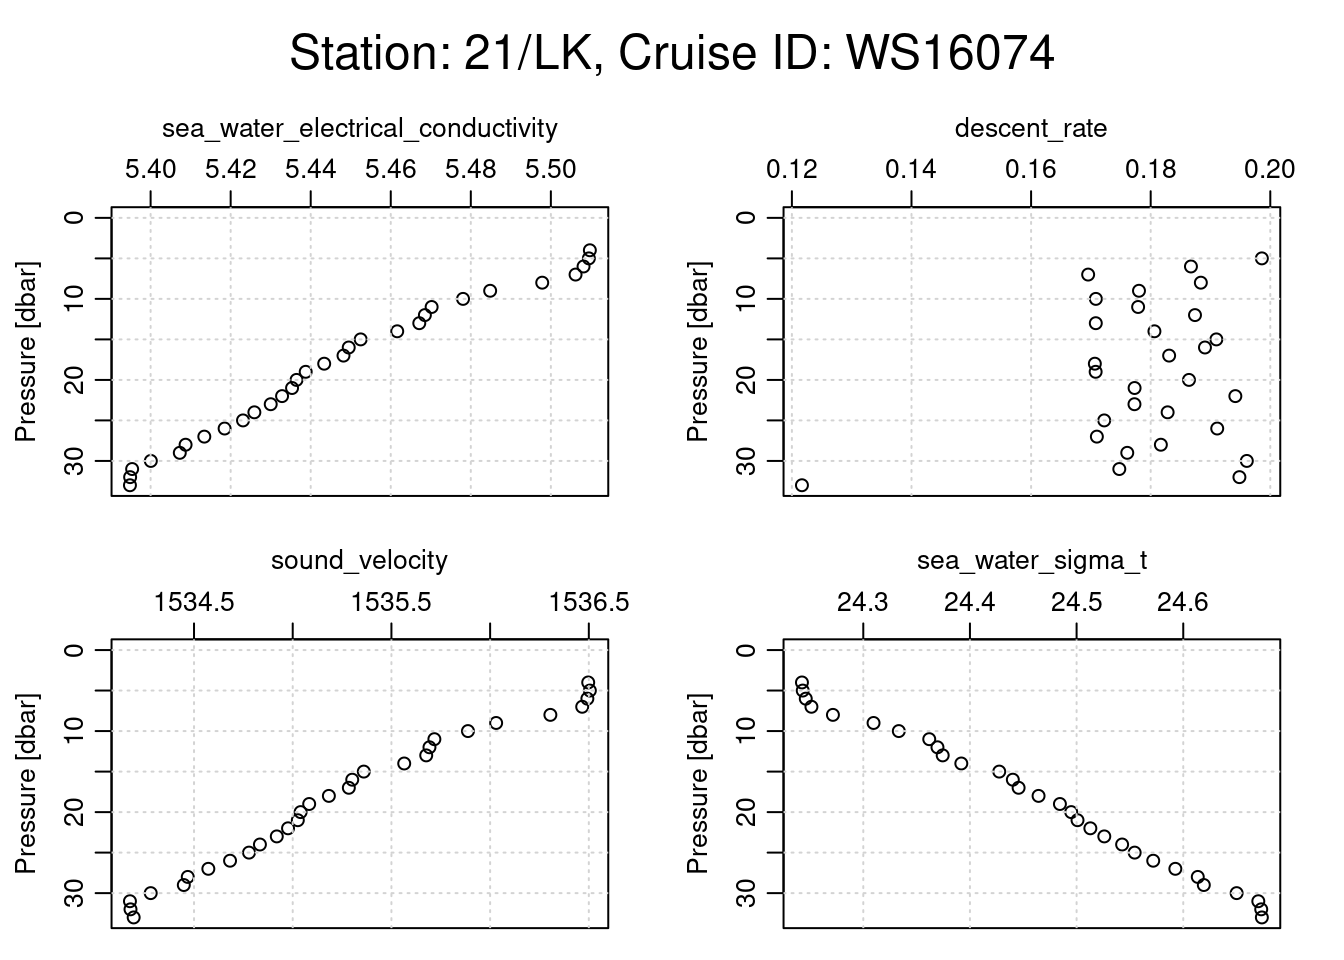 Station: 21/LK, Cruise ID: WS16074
sea_water_electrical_conductivity
5.40 5.42 5.44 5.46 5.48 5.50
Pressure [dbar]
0
10
20
30
descent_rate
0.12 0.14 0.16 0.18 0.20
Pressure [dbar]
0
10
20
30
sound_velocity
1534.5 1535.5 1536.5
Pressure [dbar]
0
10
20
30
sea_water_sigma_t
24.3 24.4 24.5 24.6
Pressure [dbar]
0
10
20
30